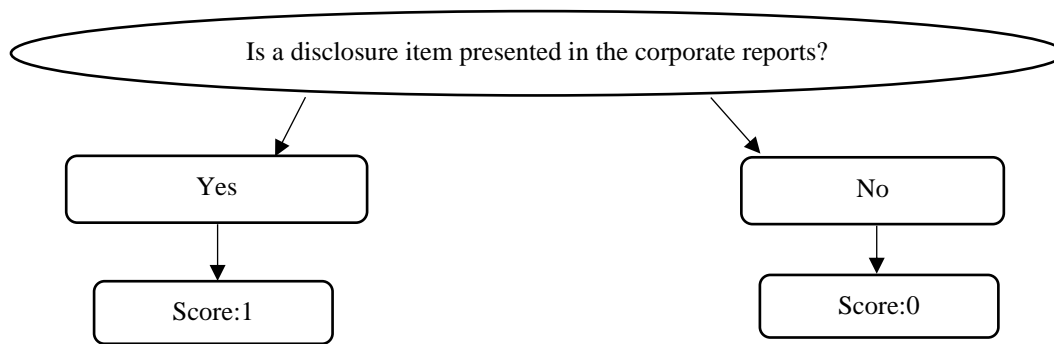 Is a disclosure item presented in the corporate reports?
Yes
No
Score:1
Score:0